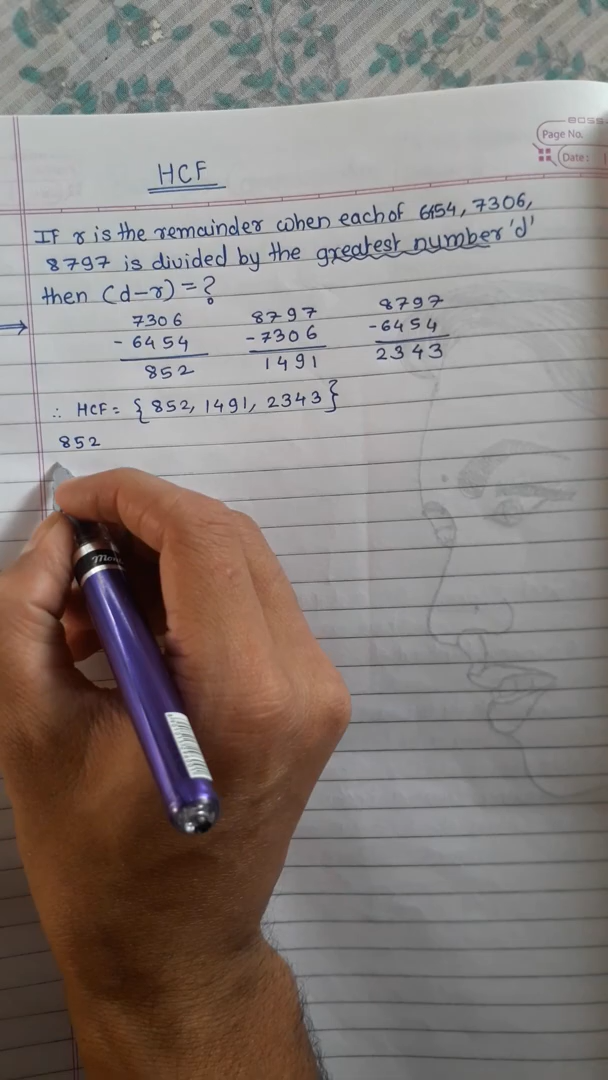 BOSS
Page No.
Date:
HCF
If r is the remainder when each of 6454, 7306,
8797 is divided by the greatest number 'd'
then (d-r) = ?
⇒ 7306 8797 8797
- 6454 -7306 -6454
852 1491 2343
∴ HCF = {852, 1491, 2343}
852